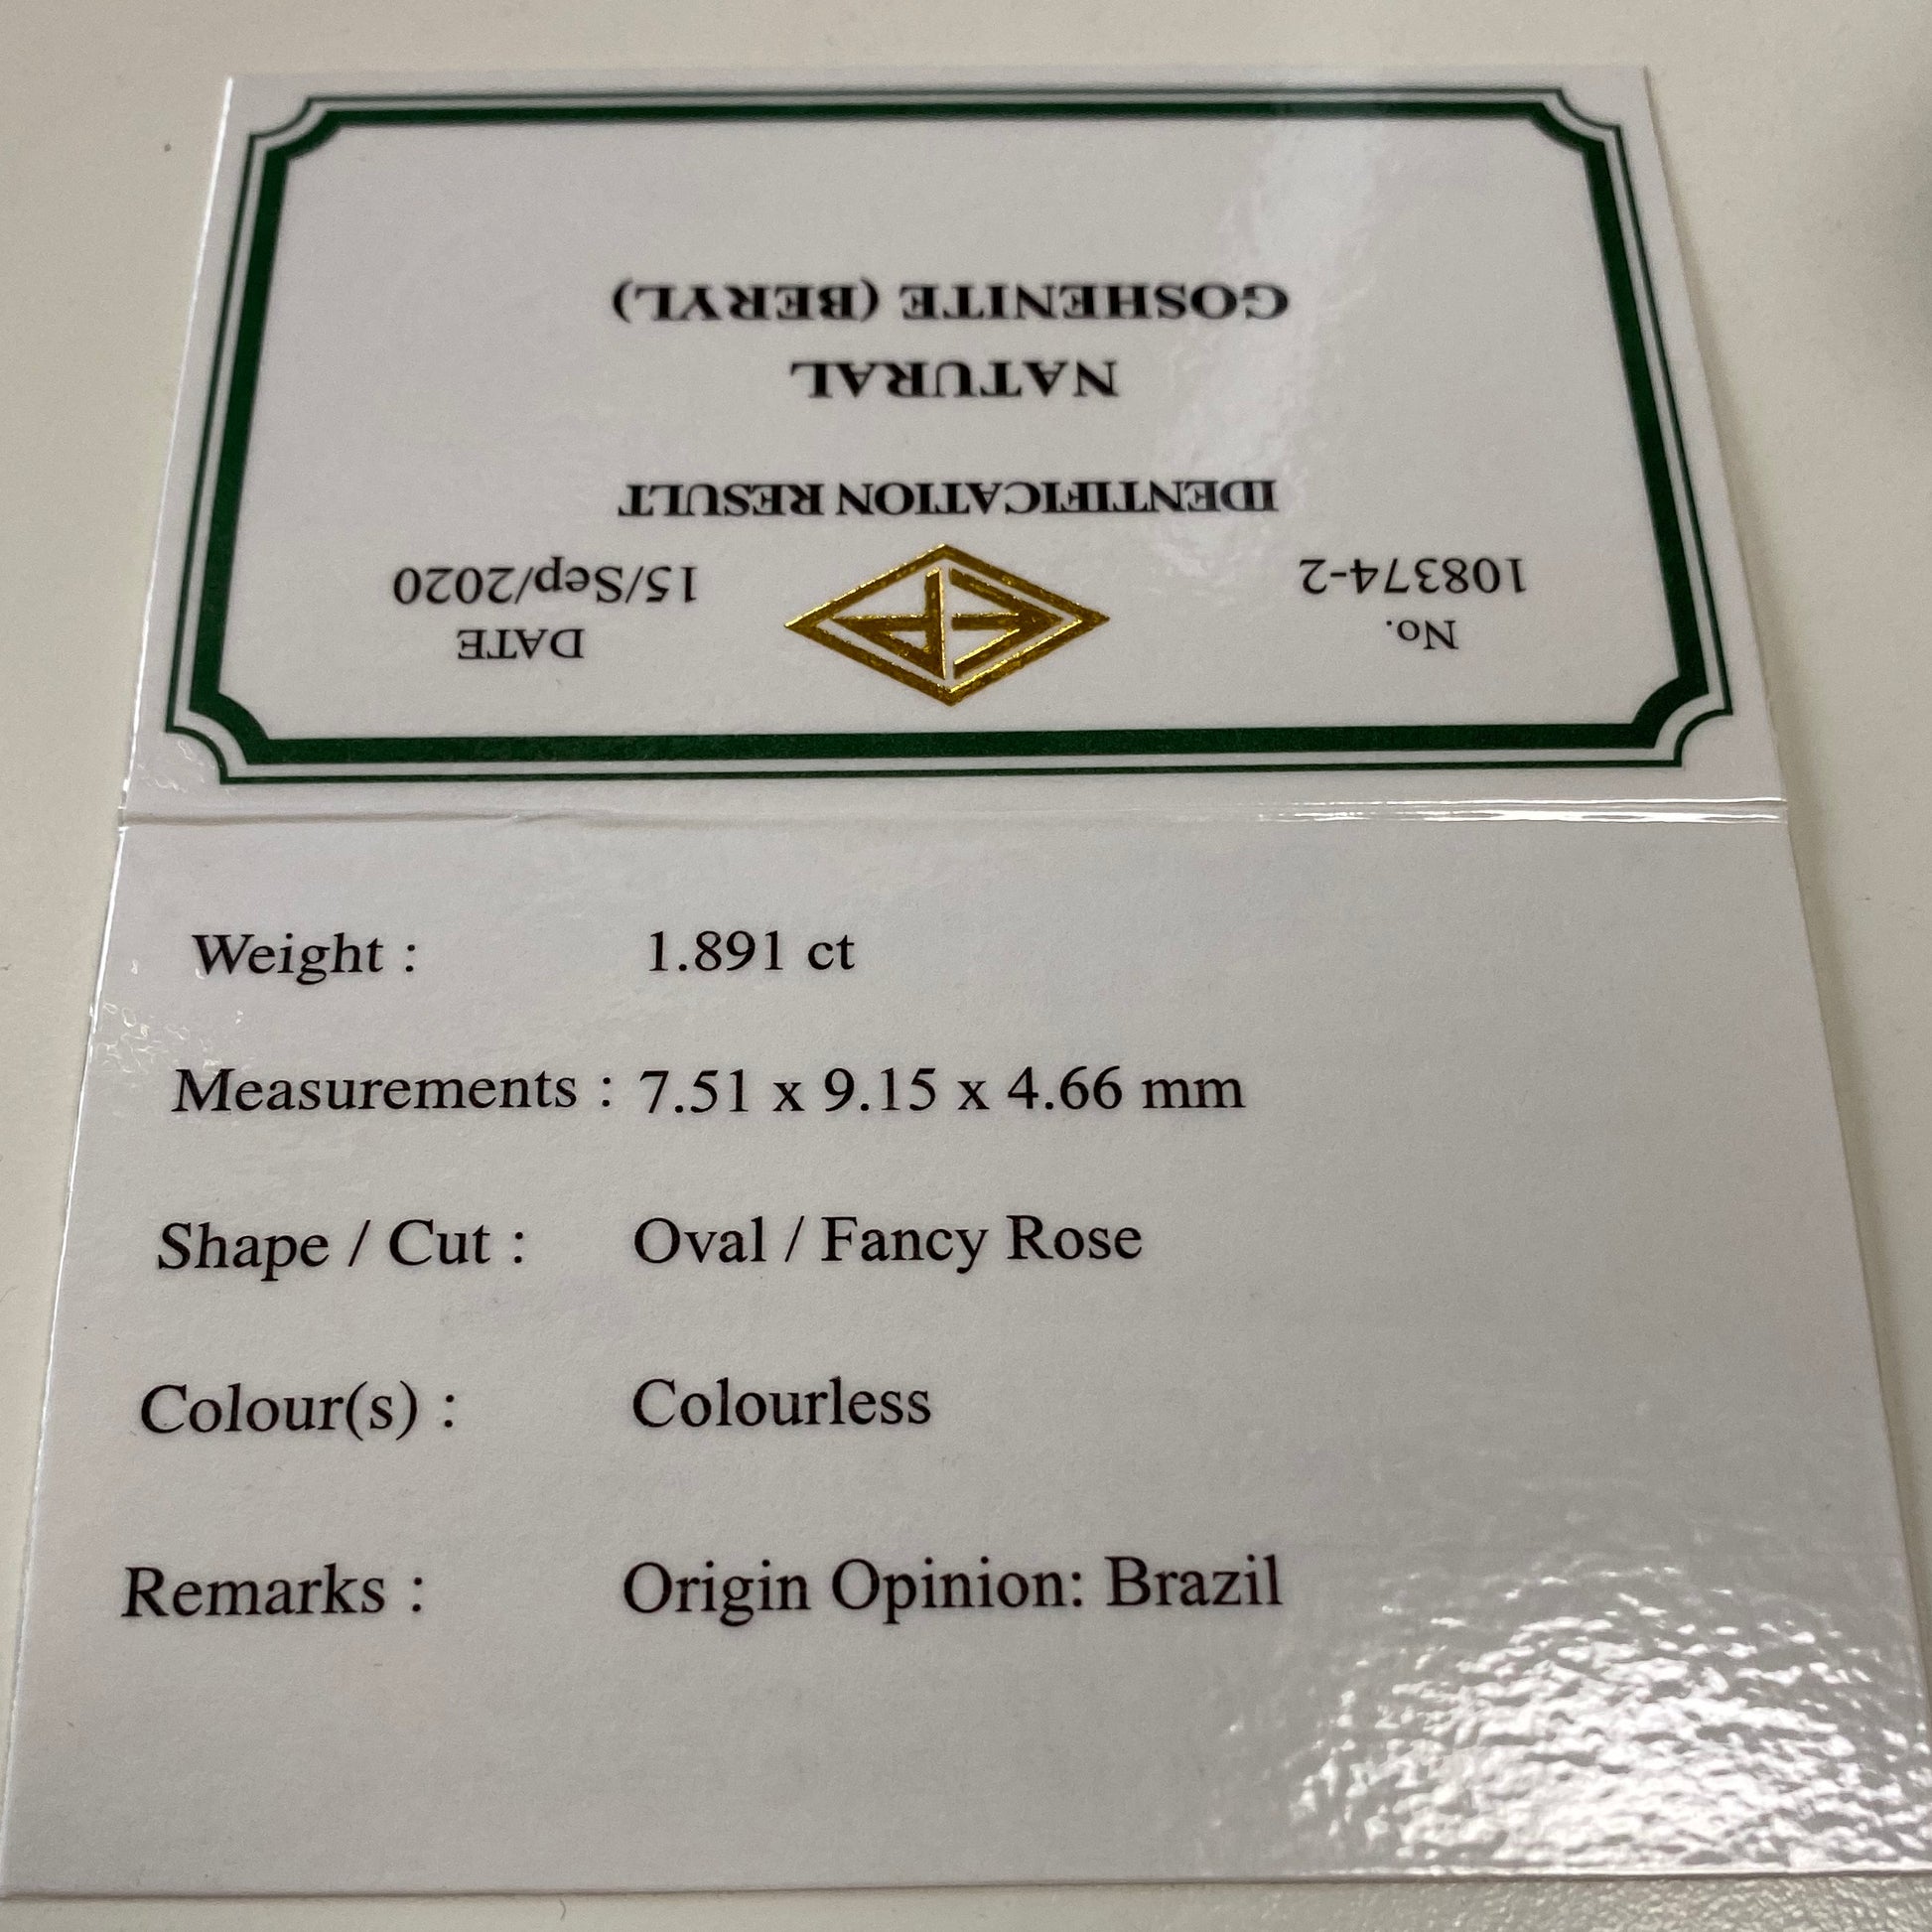 No.
108374-2
DATE
15/Sep/2020
IDENTIFICATION RESULT
NATURAL
GOSHENITE (BERYL)
Weight : 1.891 ct
Measurements : 7.51 x 9.15 x 4.66 mm
Shape / Cut : Oval / Fancy Rose
Colour(s) : Colourless
Remarks : Origin Opinion: Brazil